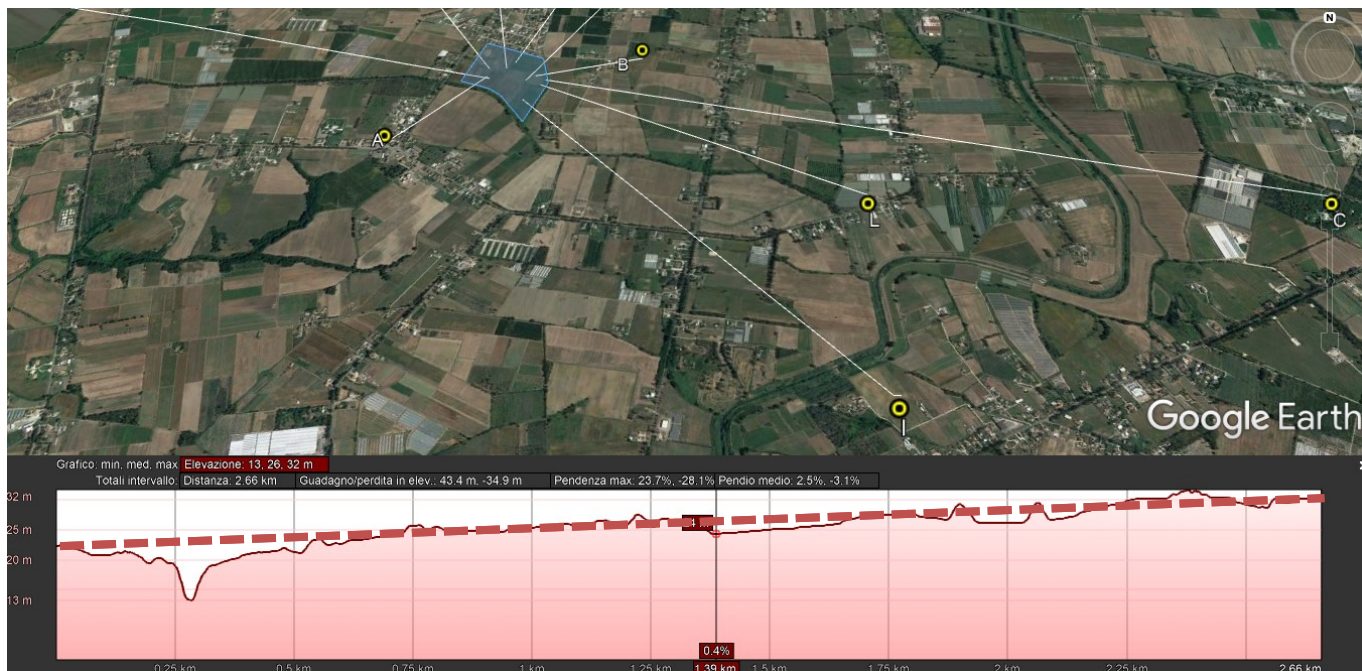 N
B
A
L
C
I
Google Earth
Grafico: min. med. max Elevazione: 13, 26, 32 m
Totali intervallo: Distanza: 2.66 km Guadagno/perdita in elev.: 43.4 m. -34.9 m Pendenza max: 23.7%, -28.1% Pendio medio: 2.5%, -3.1%
32 m
25 m
20 m
13 m
0.4%
0.25 km 0.5 km 0.75 km 1 km 1.25 km 1.39 km 1.5 km 1.75 km 2 km 2.25 km 2.66 km